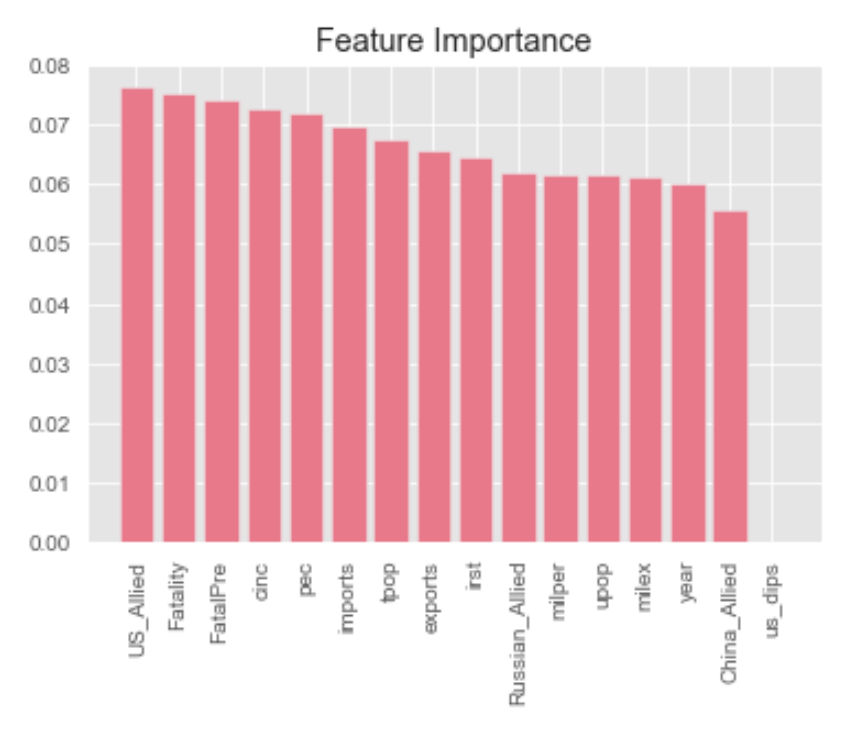 Feature Importance
0.08
0.07
0.06
0.05
0.04
0.03
0.02
0.01
0.00
US_Allied
Fatality
FatalPre
cinc
pec
imports
tpop
exports
irst
Russian_Allied
milper
upop
milex
year
China_Allied
us_dips